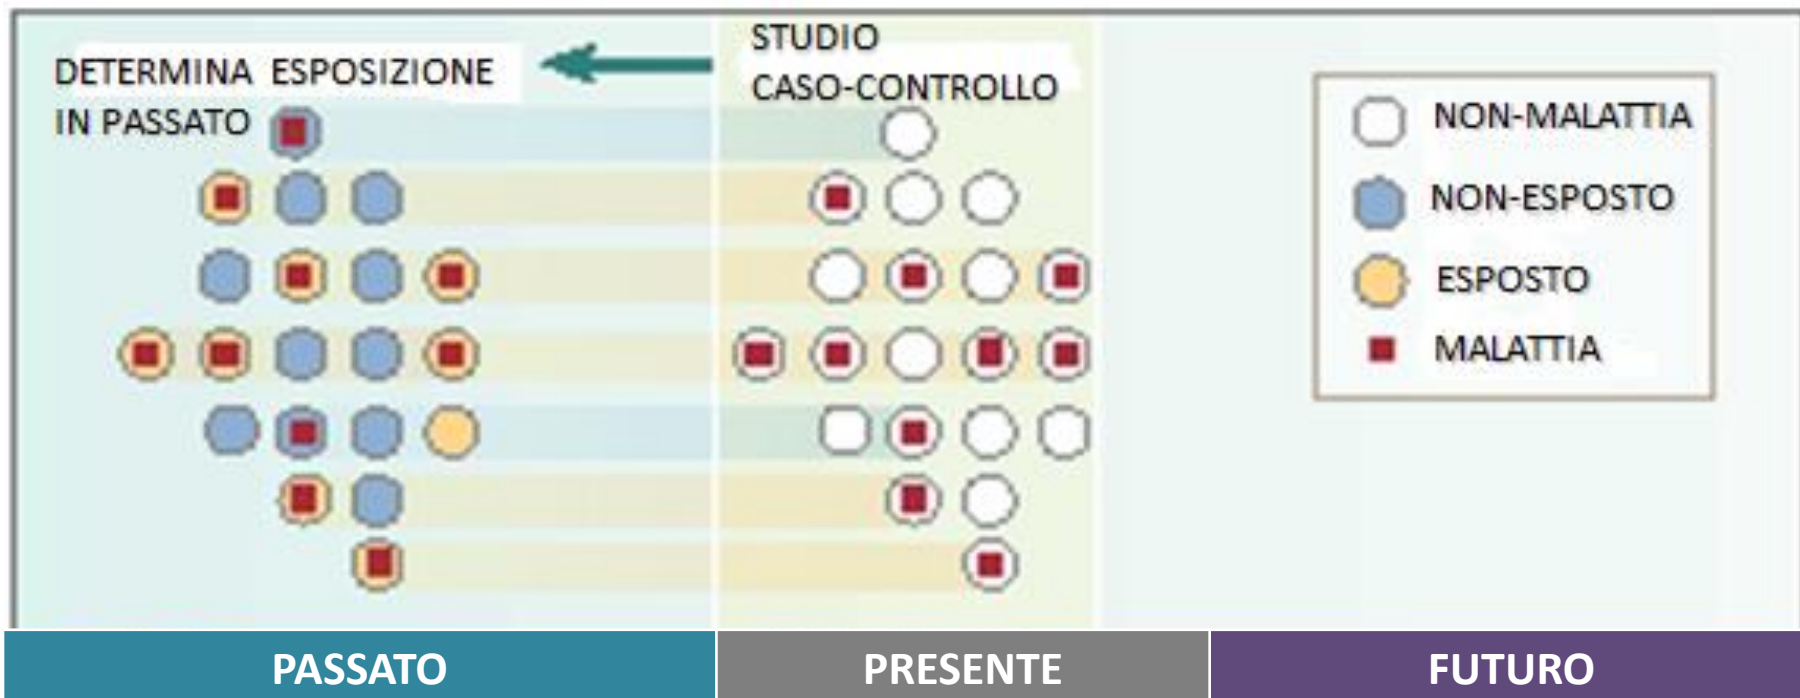 DETERMINA ESPOSIZIONE
IN PASSATO
STUDIO
CASO-CONTROLLO
NON-MALATTIA
NON-ESPOSTO
ESPOSTO
MALATTIA
PASSATO
PRESENTE
FUTURO